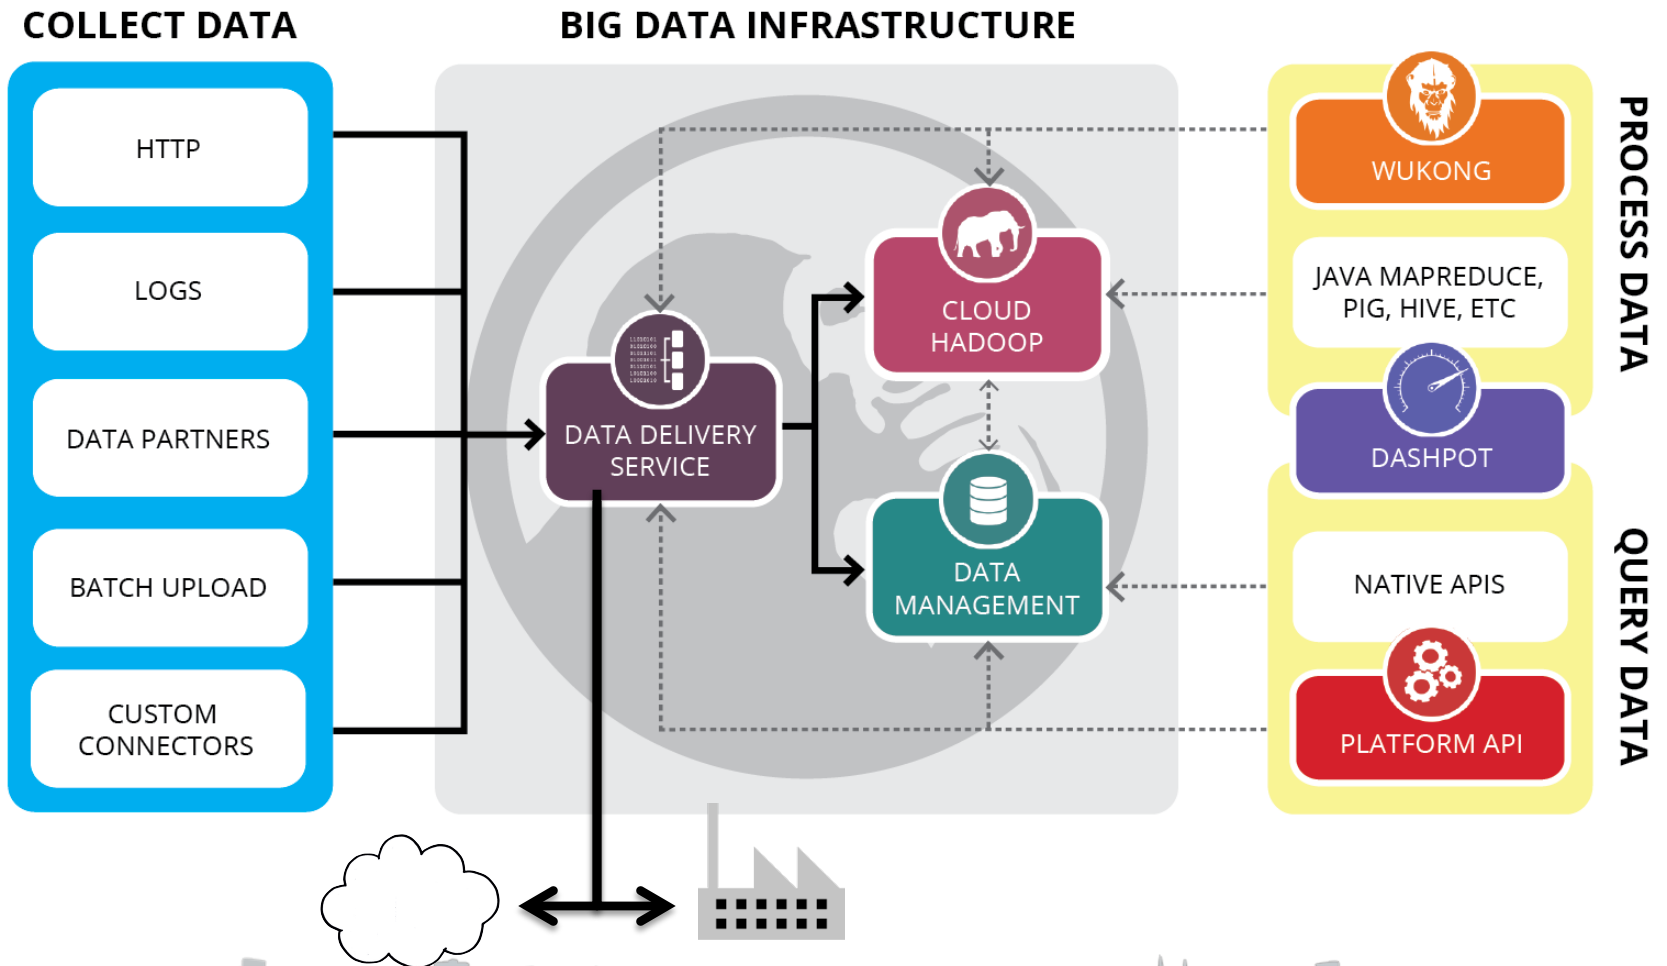 COLLECT DATA
BIG DATA INFRASTRUCTURE
HTTP
LOGS
DATA PARTNERS
BATCH UPLOAD
CUSTOM
CONNECTORS
DATA DELIVERY
SERVICE
CLOUD
HADOOP
DATA
MANAGEMENT
WUKONG
JAVA MAPREDUCE,
PIG, HIVE, ETC
DASHPOT
NATIVE APIS
PLATFORM API
PROCESS DATA
QUERY DATA